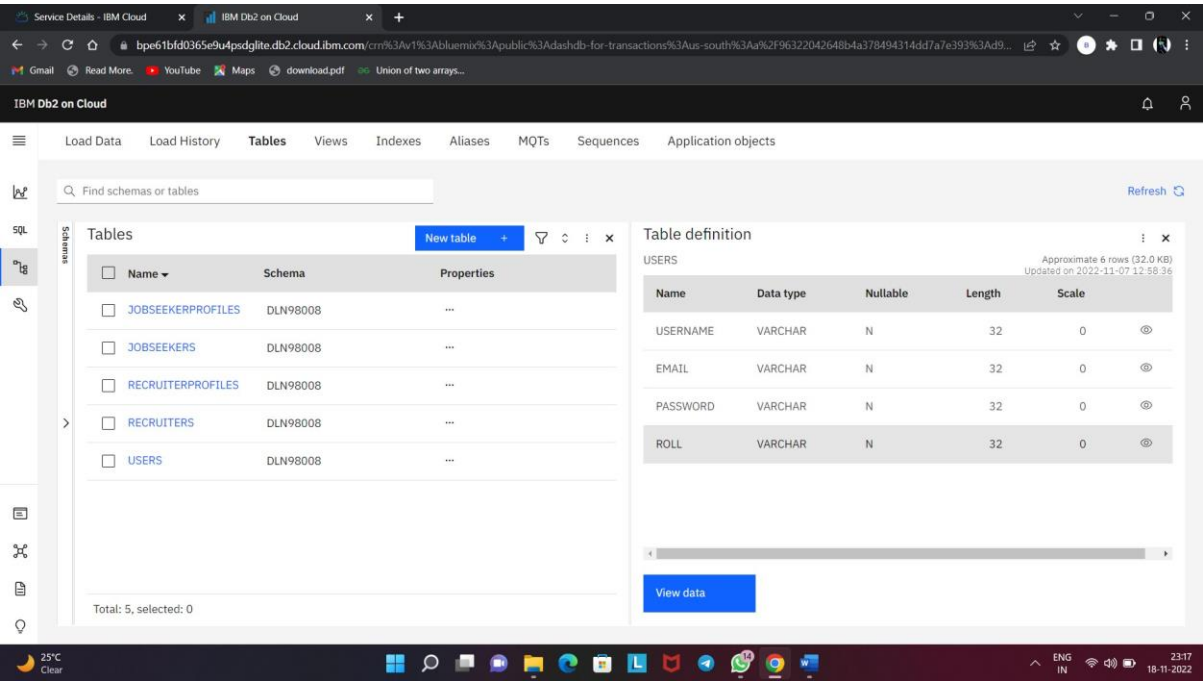 Service Details - IBM Cloud
IBM Db2 on Cloud
bpe61bfd0365e9u4psdglite.db2.cloud.ibm.com/crn%3Av1%3Abluemix%3Apublic%3Adashdb-for-transactions%3Aus-south%3Aa%2F96322042648b4a378494314dd7a7e393%3Ad9...
Gmail Read More. YouTube Maps download.pdf Union of two arrays...
IBM Db2 on Cloud
Load Data Load History Tables Views Indexes Aliases MQTs Sequences Application objects
Find schemas or tables
Refresh
SQL
Schemas
Tables
New table +
Name Schema Properties
JOBSEEKERPROFILES DLN98008 ...
JOBSEEKERS DLN98008 ...
RECRUITERPROFILES DLN98008 ...
RECRUITERS DLN98008 ...
USERS DLN98008 ...
Total: 5, selected: 0
Table definition
USERS
Approximate 6 rows (32.0 KB)
Updated on 2022-11-07 12:58:36
Name Data type Nullable Length Scale
USERNAME VARCHAR N 32 0
EMAIL VARCHAR N 32 0
PASSWORD VARCHAR N 32 0
ROLL VARCHAR N 32 0
View data
25°C
Clear
L
14
W
ENG
IN
23:17
18-11-2022